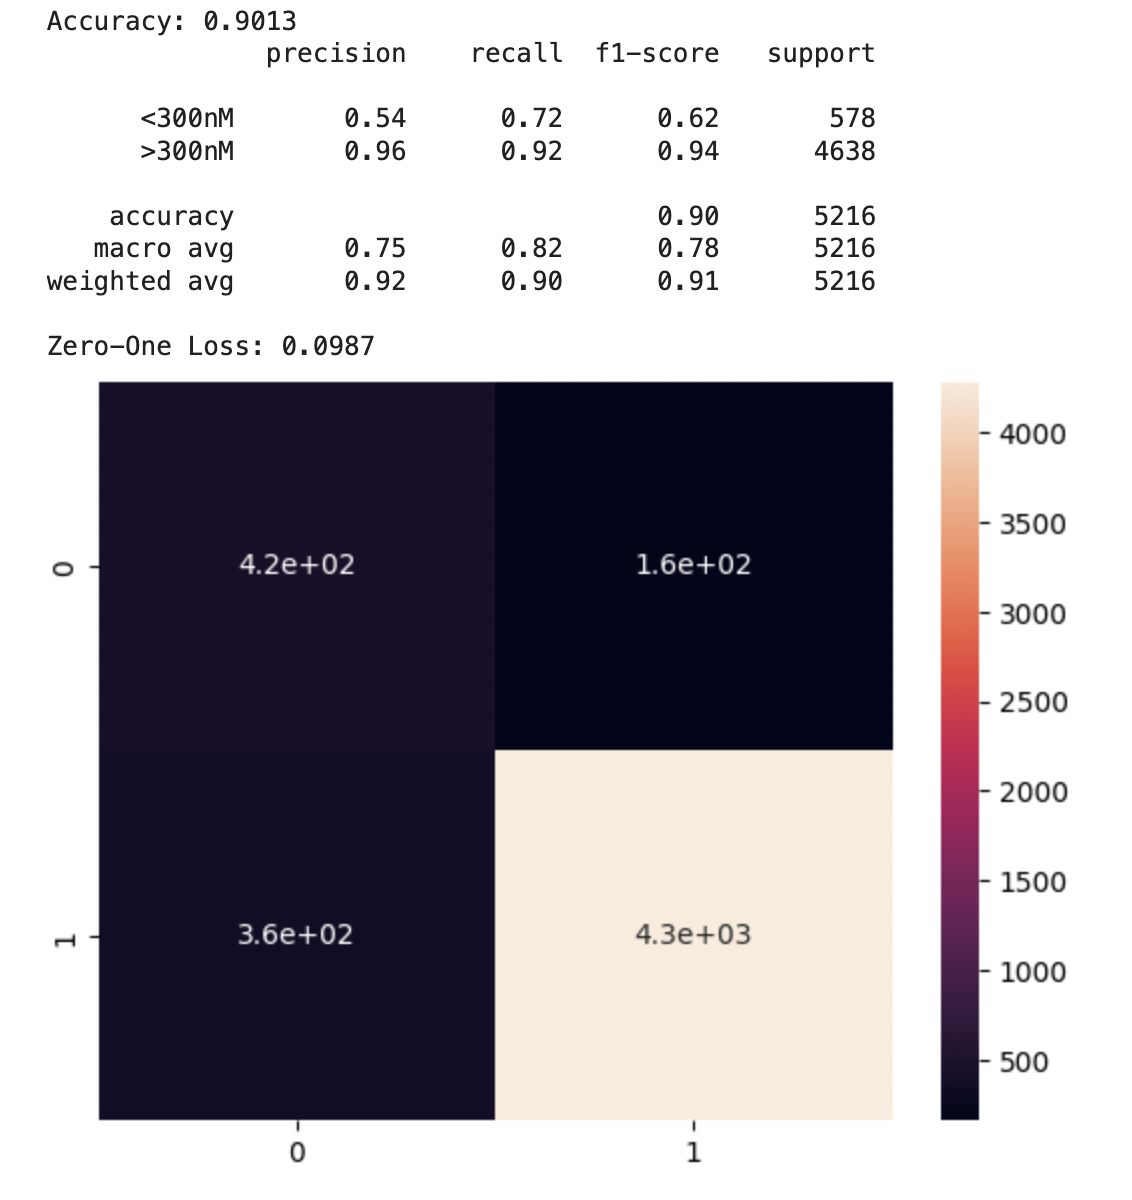 Accuracy: 0.9013
precision recall f1-score support
<300nM 0.54 0.72 0.62 578
>300nM 0.96 0.92 0.94 4638
accuracy 0.90 5216
macro avg 0.75 0.82 0.78 5216
weighted avg 0.92 0.90 0.91 5216
Zero-One Loss: 0.0987
4000
3500
3000
2500
2000
1500
1000
500
0
4.2e+02 1.6e+02
1
3.6e+02 4.3e+03
0 1